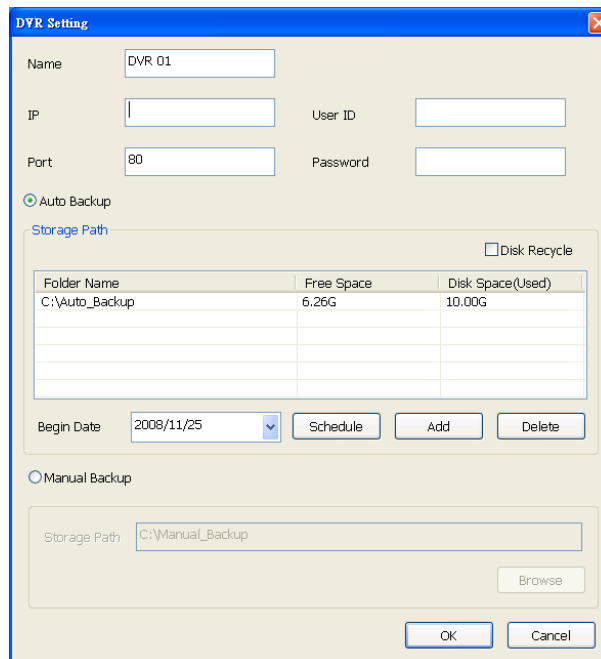 DVR Setting
Name DVR 01
IP User ID
Port 80 Password
Auto Backup
Storage Path
Disk Recycle
Folder Name Free Space Disk Space(Used)
C:\Auto_Backup 6.26G 10.00G
Begin Date 2008/11/25 Schedule Add Delete
Manual Backup
Storage Path C:\Manual_Backup
Browse
OK Cancel